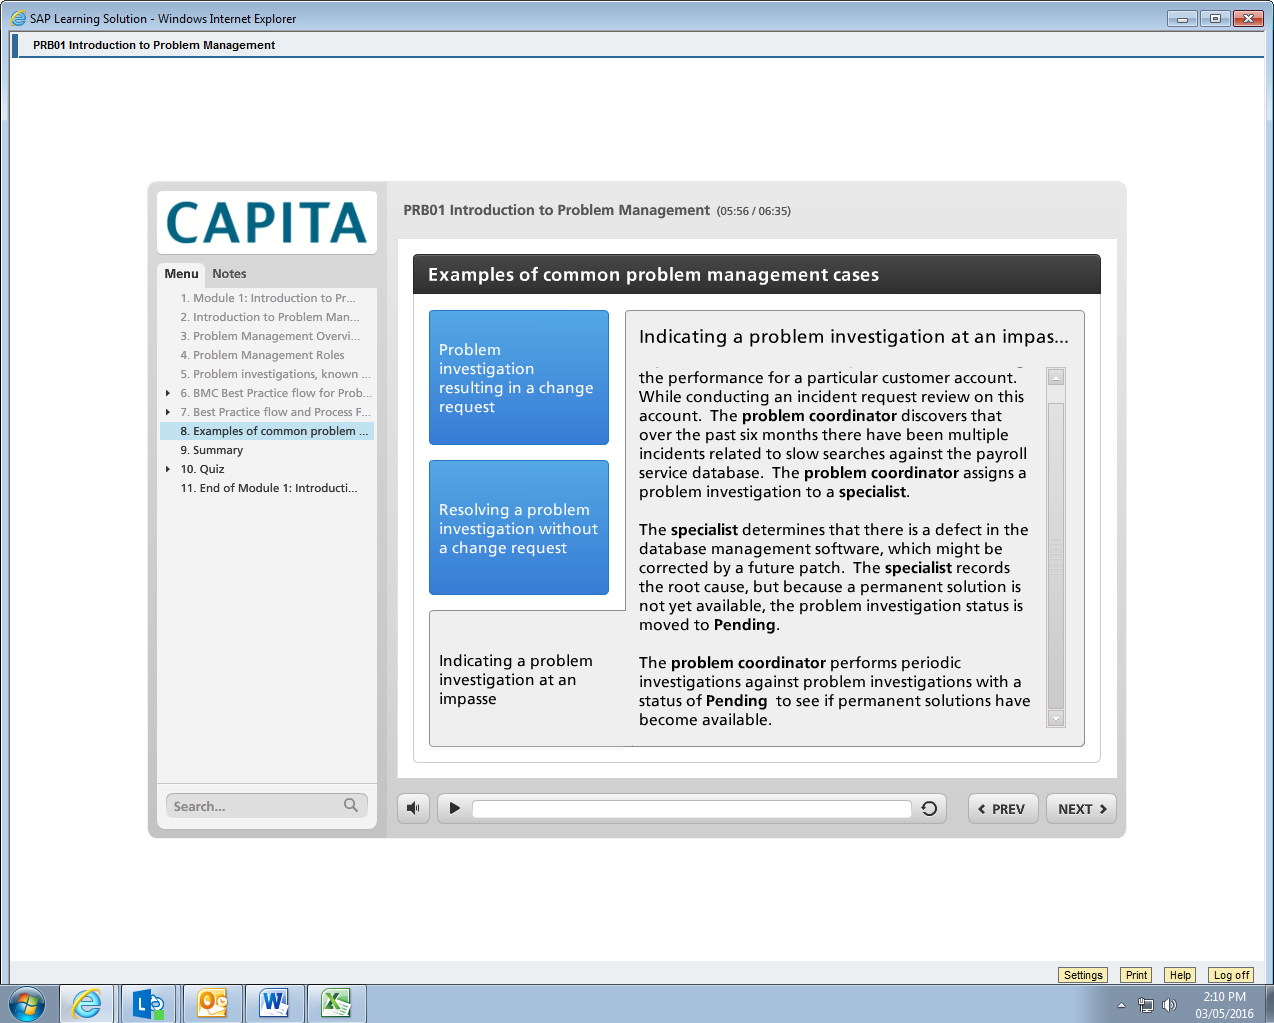 SAP Learning Solution - Windows Internet Explorer
PRB01 Introduction to Problem Management
CAPITA
PRB01 Introduction to Problem Management (05:56 / 06:35)
Menu Notes
1. Module 1: Introduction to Pr...
2. Introduction to Problem Man...
3. Problem Management Overvi...
4. Problem Management Roles
5. Problem investigations, known ...
6. BMC Best Practice flow for Prob...
7. Best Practice flow and Process F...
8. Examples of common problem ...
9. Summary
10. Quiz
11. End of Module 1: Introducti...
Search...
Examples of common problem management cases
Problem
investigation
resulting in a change
request
Resolving a problem
investigation without
a change request
Indicating a problem
investigation at an
impasse
Indicating a problem investigation at an impas...
the performance for a particular customer account.
While conducting an incident request review on this
account. The problem coordinator discovers that
over the past six months there have been multiple
incidents related to slow searches against the payroll
service database. The problem coordinator assigns a
problem investigation to a specialist.
The specialist determines that there is a defect in the
database management software, which might be
corrected by a future patch. The specialist records
the root cause, but because a permanent solution is
not yet available, the problem investigation status is
moved to Pending.
The problem coordinator performs periodic
investigations against problem investigations with a
status of Pending to see if permanent solutions have
become available.
PREV
NEXT
Settings Print Help Log off
2:10 PM
03/05/2016